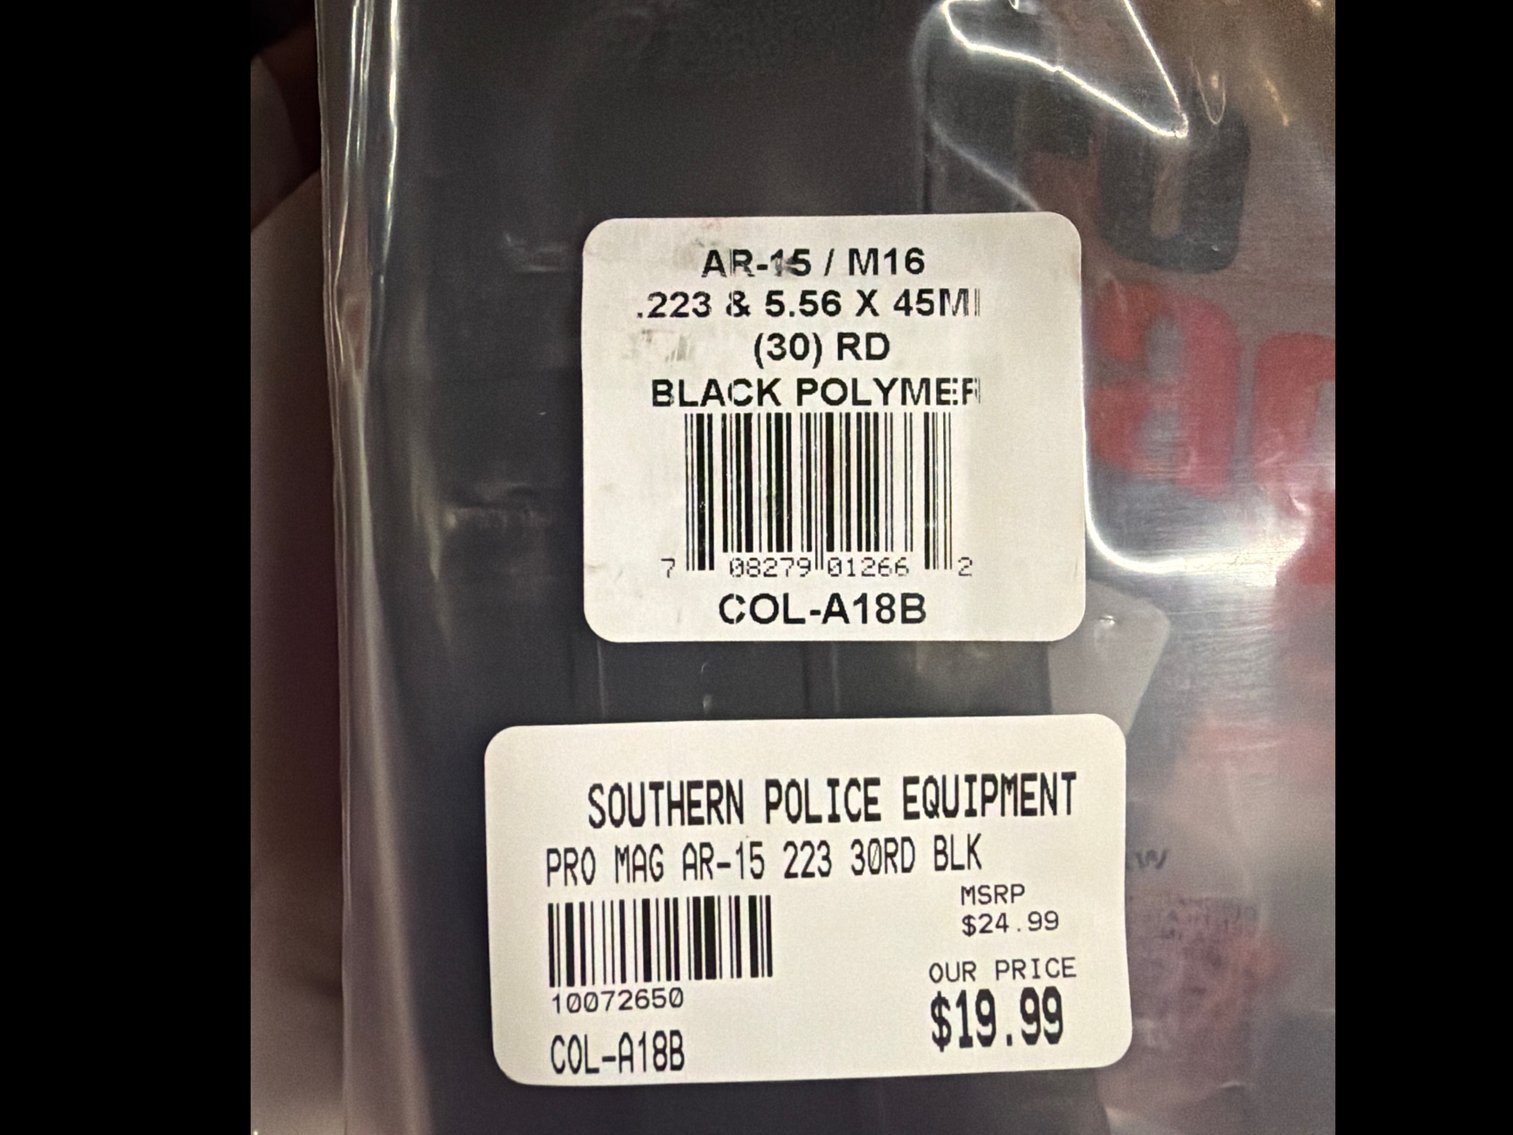 AR-15 / M16
.223 & 5.56 X 45M
(30) RD
BLACK POLYMER
7 08279 01266 2
COL-A18B
SOUTHERN POLICE EQUIPMENT
PRO MAG AR-15 223 30RD BLK
MSRP
$24.99
10072650
OUR PRICE
$19.99
COL-A18B